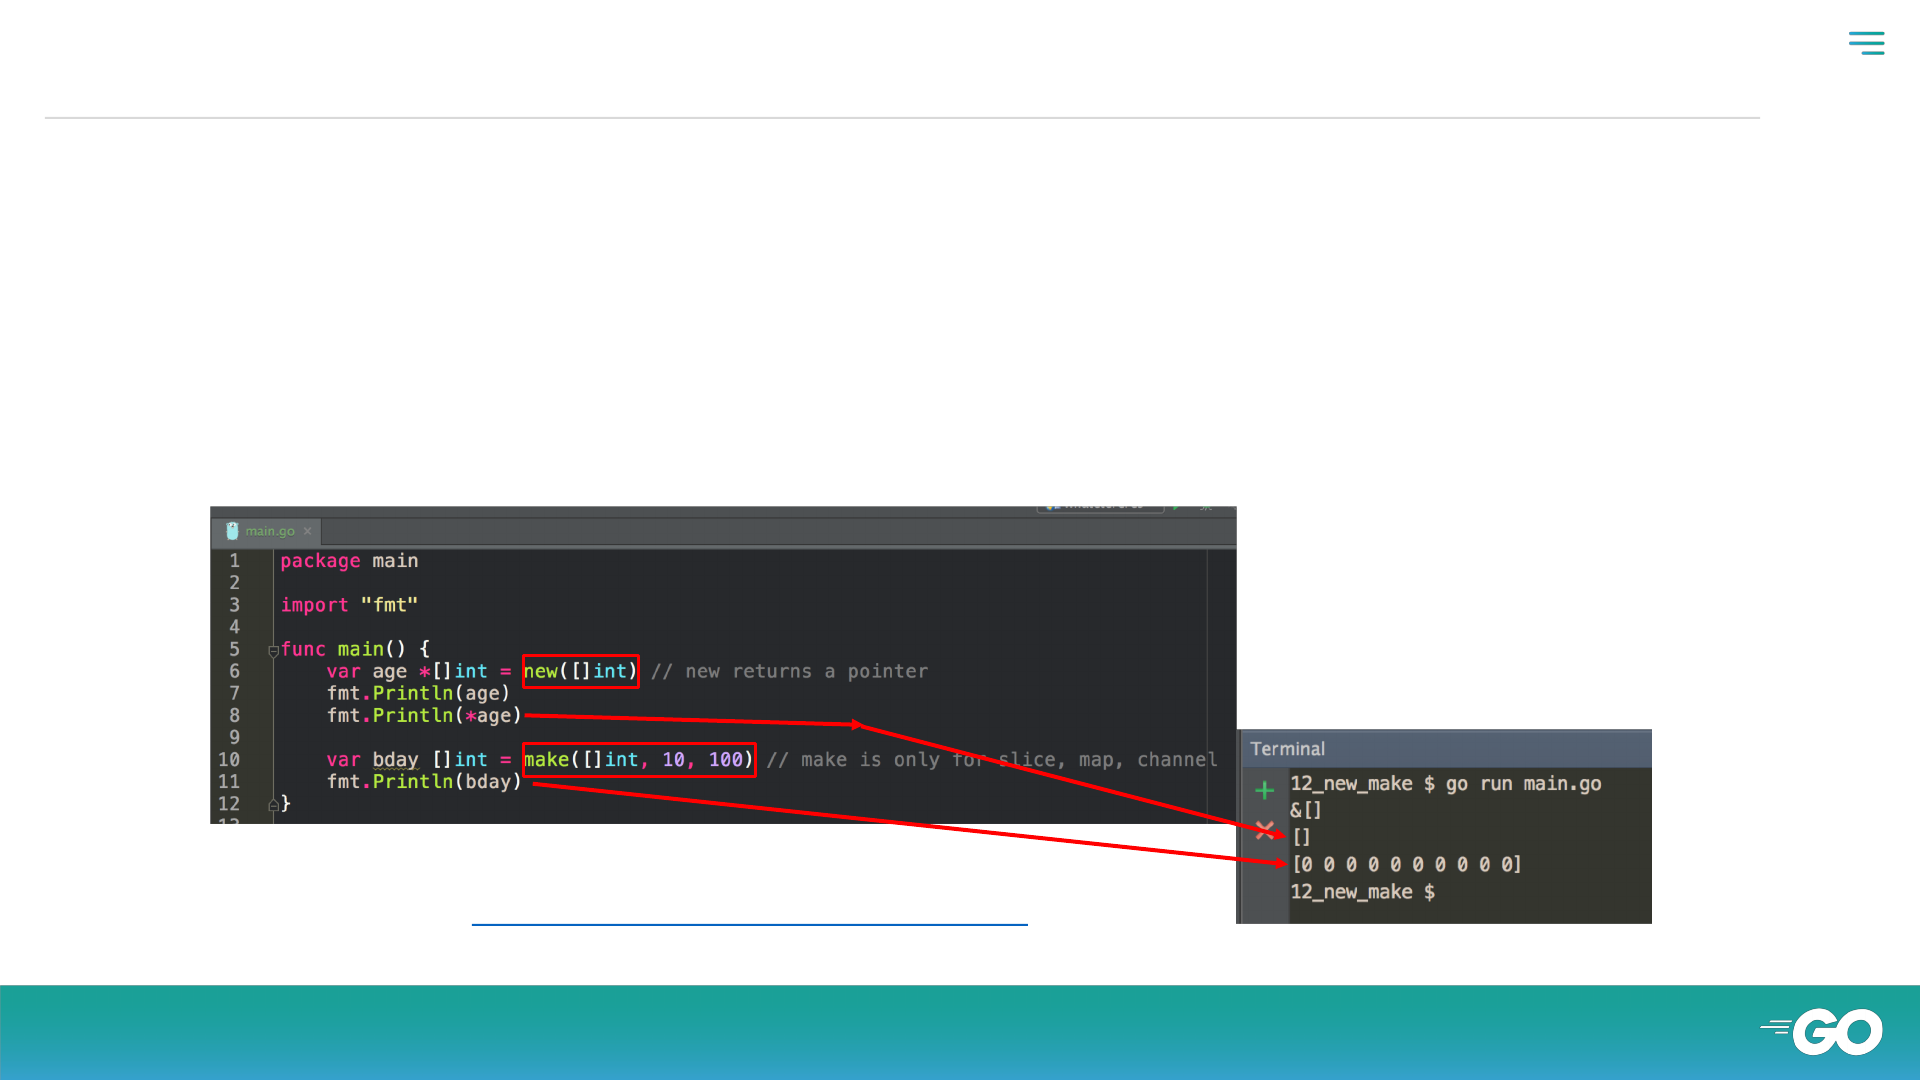 main.go ×
1 package main
2
3 import "fmt"
4
5 func main() {
6 var age *[]int = new([]int) // new returns a pointer
7 fmt.Println(age)
8 fmt.Println(*age)
9
10 var bday []int = make([]int, 10, 100) // make is only for slice, map, channel
11 fmt.Println(bday)
12 }
Terminal
12_new_make $ go run main.go
&[]
[]
[0 0 0 0 0 0 0 0 0 0]
12_new_make $
GO